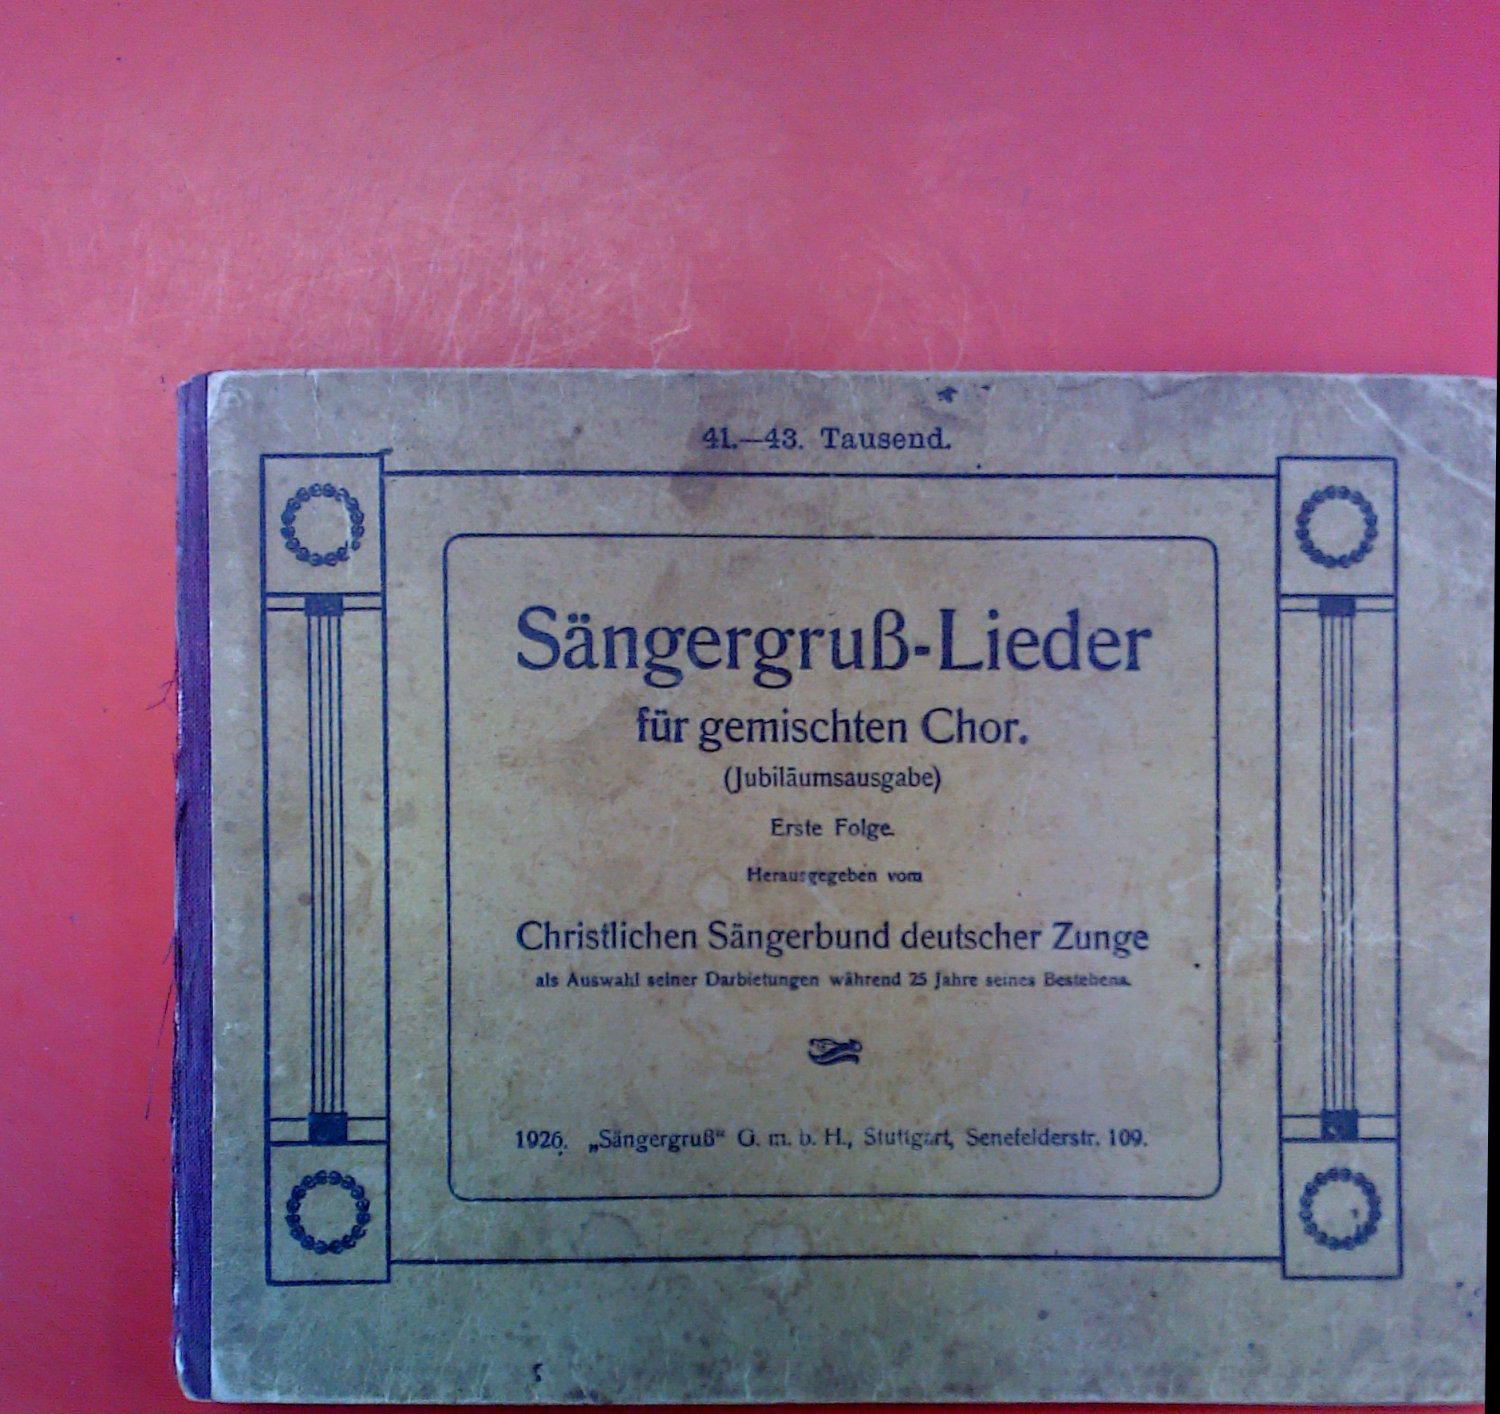 41.—43. Tausend.
Sängergruß-Lieder
für gemischten Chor.
(Jubiläumsausgabe)
Erste Folge.
Herausgegeben vom
Christlichen Sängerbund deutscher Zunge
als Auswahl seiner Darbietungen während 25 Jahre seines Bestehens.
1926. „Sängergruß“ G. m. b. H., Stuttgart, Senefelderstr. 109.